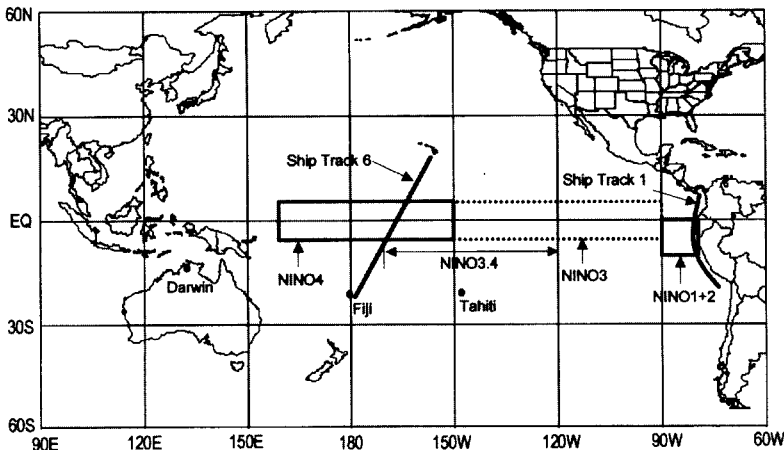 60N
30N
Ship Track 6
Ship Track 1
EQ
NINO3.4
NINO4
NINO3
Darwin
NINO1+2
Fiji
Tahiti
30S
60S
90E
120E
150E
180
150W
120W
90W
60W